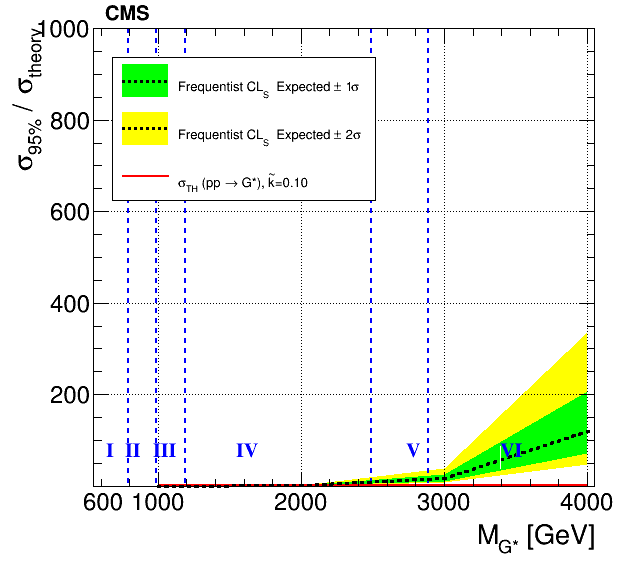 CMS
σ95% / σtheory
1000
800
600
400
200
Frequentist CLS Expected ± 1σ
Frequentist CLS Expected ± 2σ
σTH (pp → G*), k̃=0.10
I II III IV V VI
600 1000 2000 3000 4000
MG* [GeV]